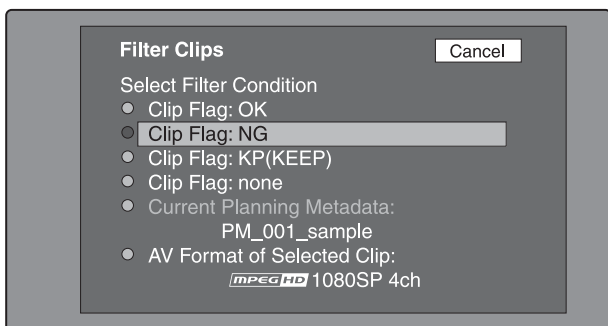 Filter Clips
Cancel
Select Filter Condition
Clip Flag: OK
Clip Flag: NG
Clip Flag: KP(KEEP)
Clip Flag: none
Current Planning Metadata:
PM_001_sample
AV Format of Selected Clip:
MPEG HD 1080SP 4ch